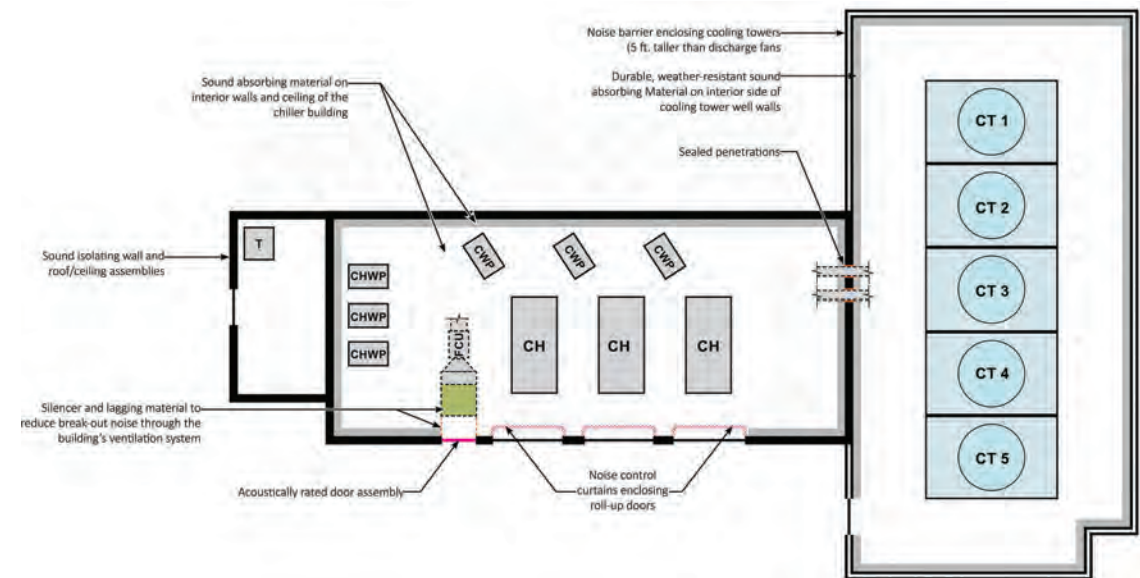 Noise barrier enclosing cooling towers
(5 ft. taller than discharge fans
Durable, weather-resistant sound
absorbing Material on interior side of
cooling tower well walls
Sealed penetrations
Sound absorbing material on
interior walls and ceiling of the
chiller building
Sound isolating wall and
roof/ceiling assemblies
Silencer and lagging material to
reduce break-out noise through the
building's ventilation system
Acoustically rated door assembly
Noise control
curtains enclosing
roll-up doors
T
CHWP
CHWP
CHWP
CWP
CWP
CWP
FCU
CH
CH
CH
CT 1
CT 2
CT 3
CT 4
CT 5